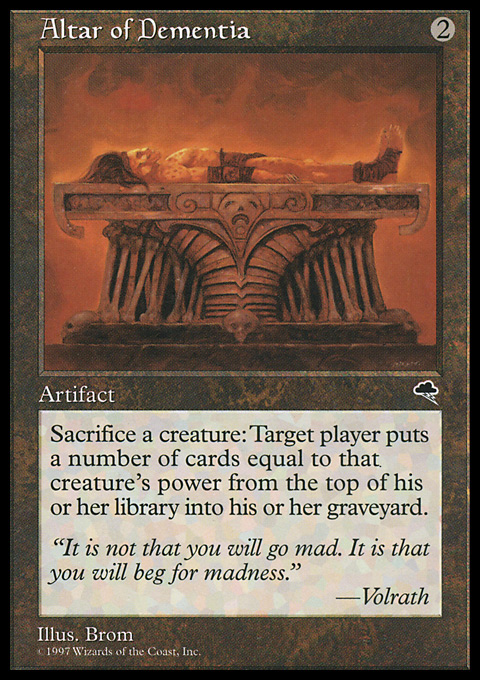 Altar of Dementia
2
Artifact
Sacrifice a creature: Target player puts
a number of cards equal to that
creature's power from the top of his
or her library into his or her graveyard.
“It is not that you will go mad. It is that
you will beg for madness.”
—Volrath
Illus. Brom
©1997 Wizards of the Coast, Inc.